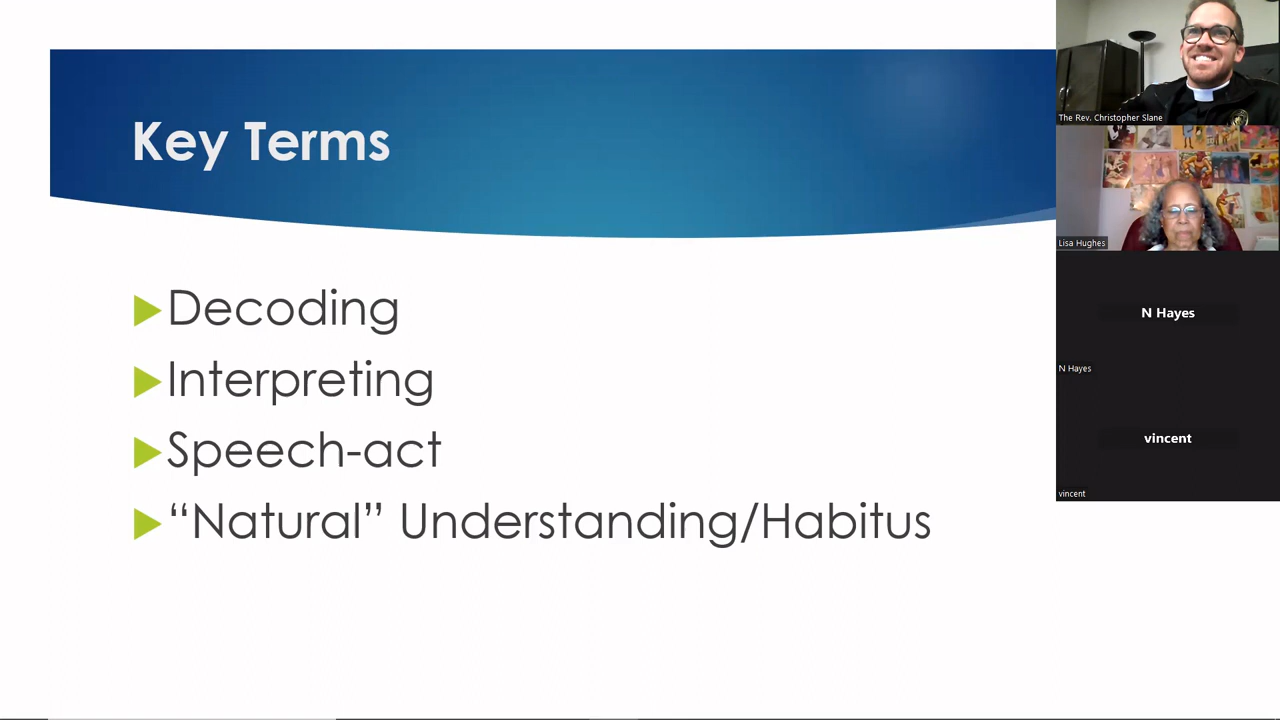 Key Terms
Decoding
Interpreting
Speech-act
“Natural” Understanding/Habitus
The Rev. Christopher Slane
Lisa Hughes
N Hayes
N Hayes
vincent
vincent